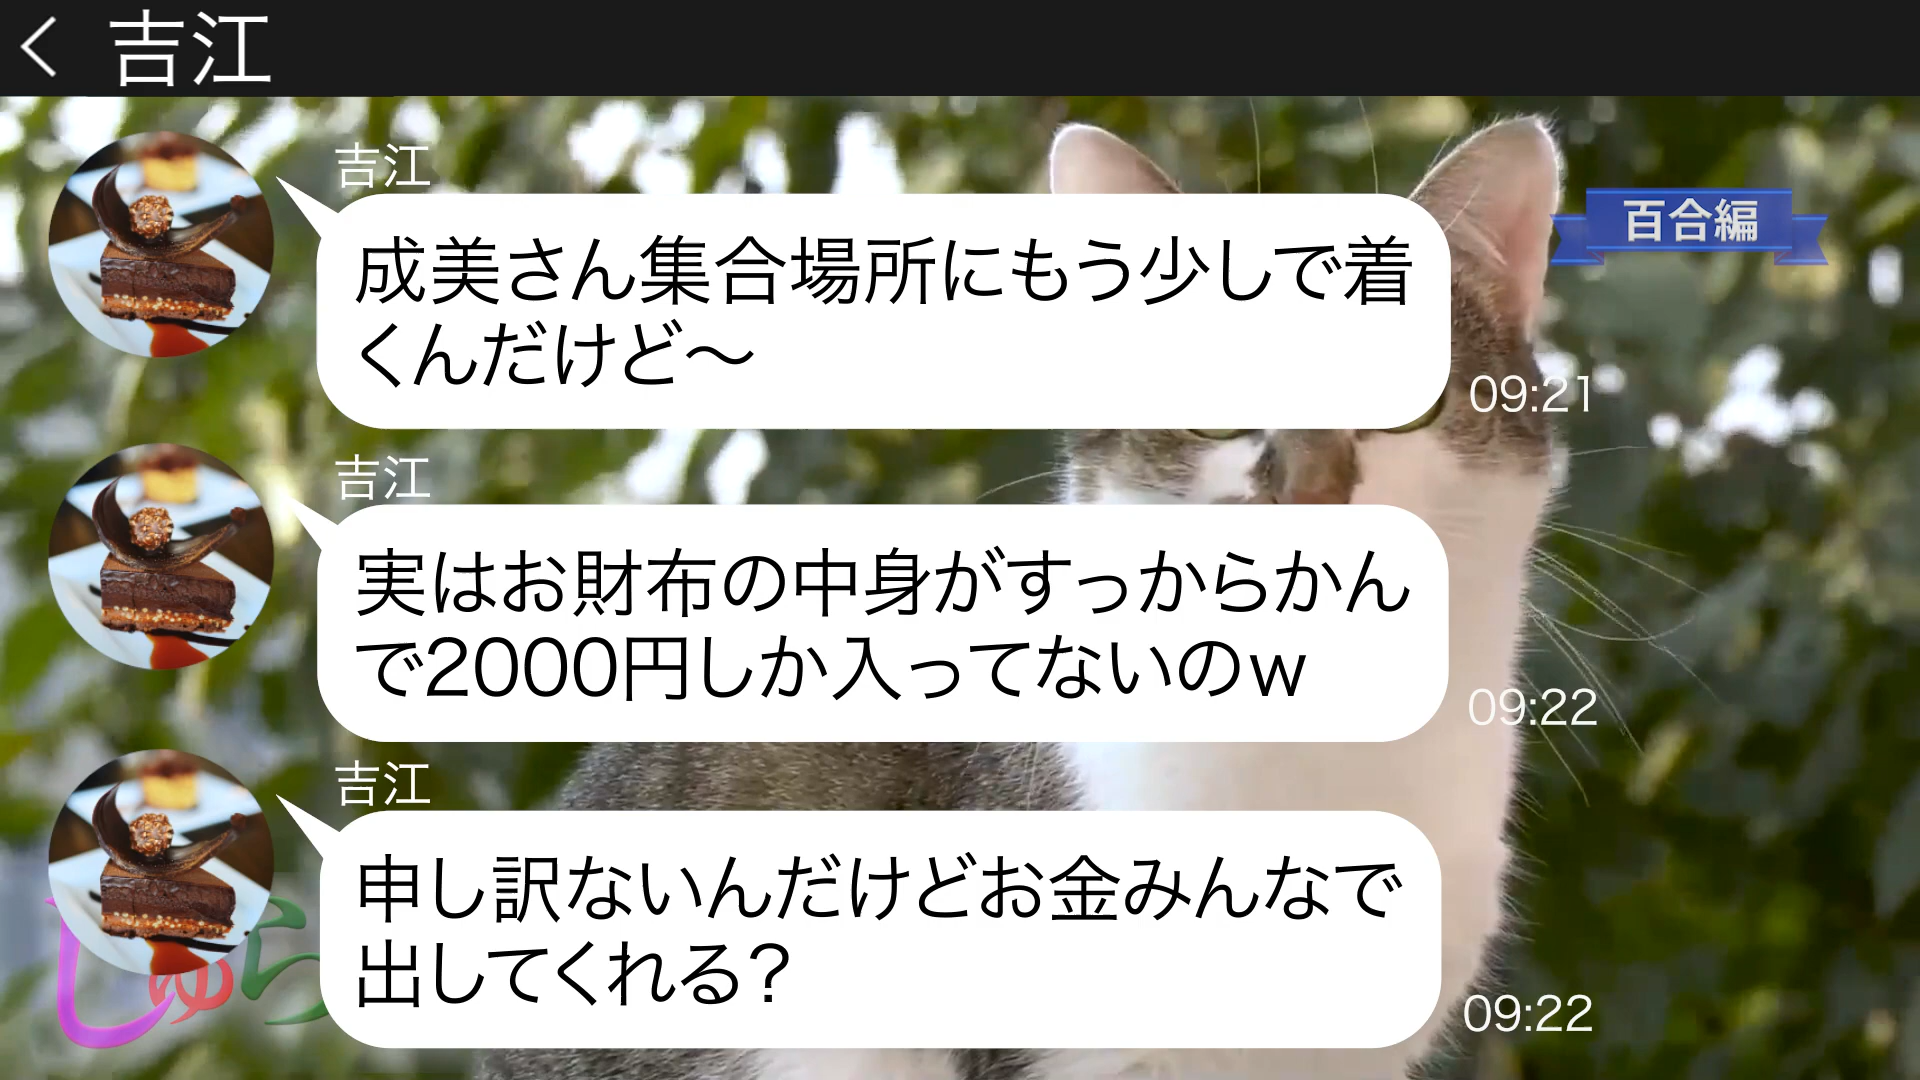 吉江
吉江
百合編
成美さん集合場所にもう少しで着
くんだけど〜
09:21
吉江
実はお財布の中身がすっからかん
で2000円しか入ってないのｗ
09:22
吉江
申し訳ないんだけどお金みんなで
出してくれる？
09:22
しゅら